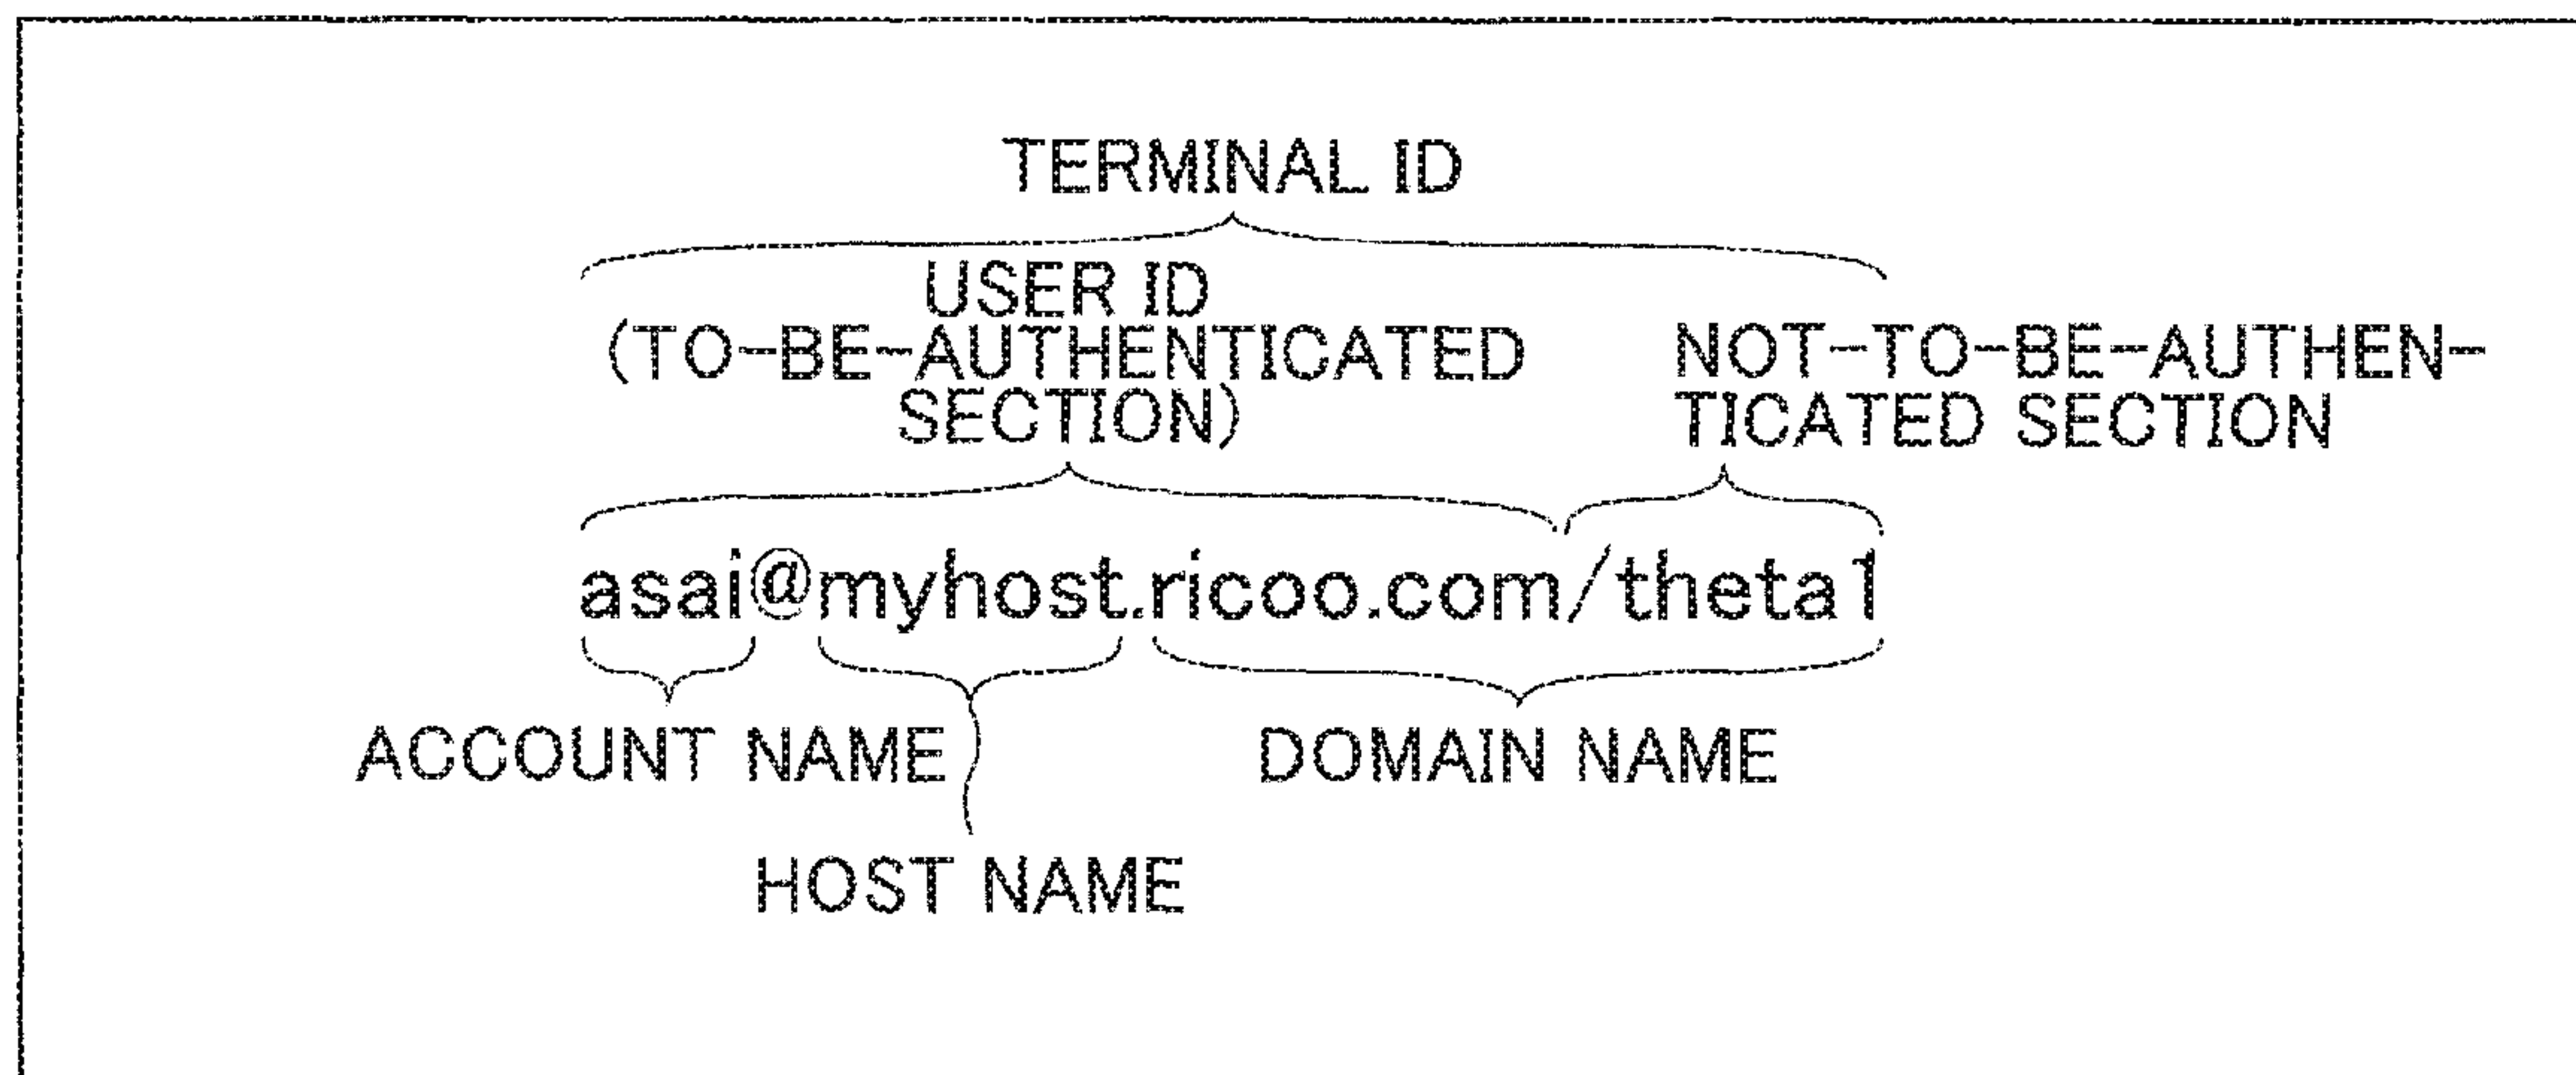 TERMINAL ID
USER ID
(TO-BE-AUTHENTICATED
SECTION)
NOT-TO-BE-AUTHEN-
TICATED SECTION
asai@myhost.ricoo.com/theta1
ACCOUNT NAME
DOMAIN NAME
HOST NAME